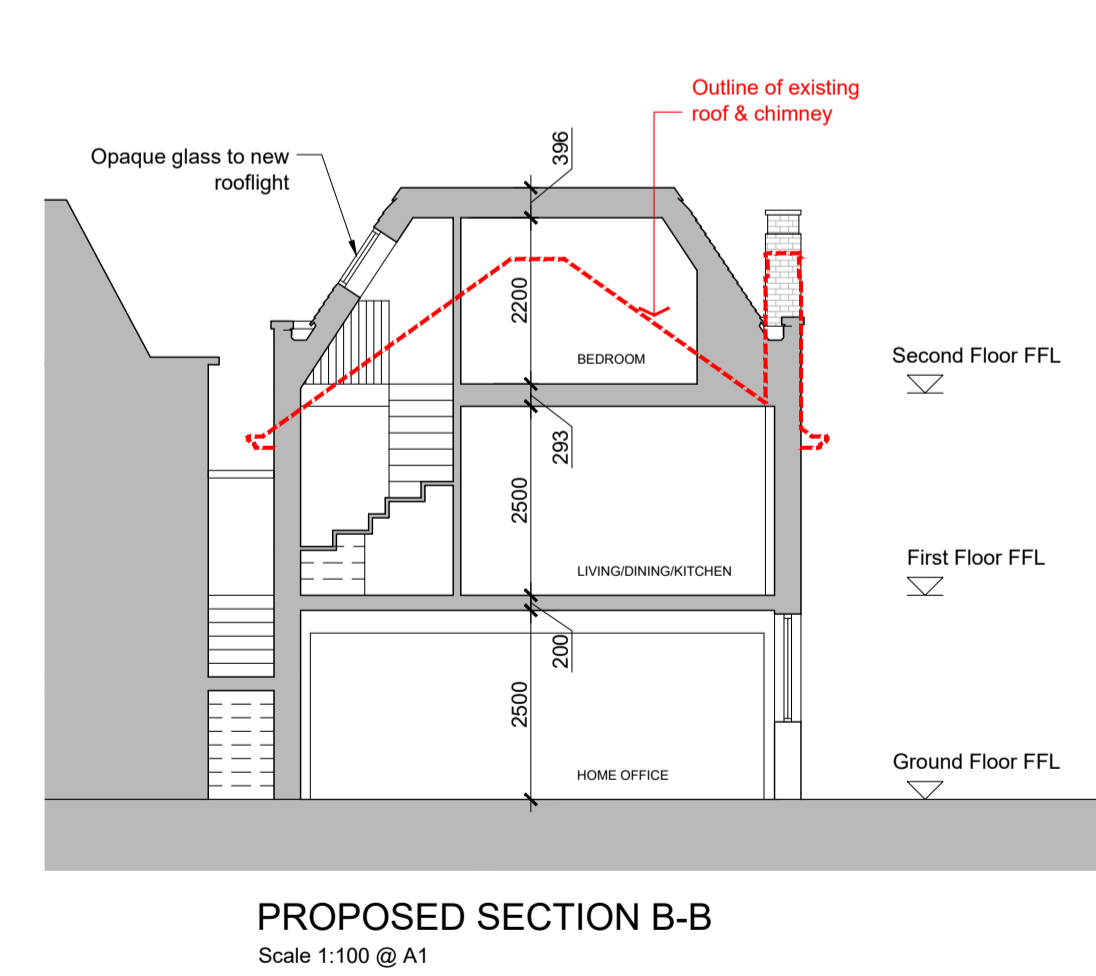 Outline of existing
roof & chimney
Opaque glass to new
rooflight
396
2200
BEDROOM
Second Floor FFL
293
2500
LIVING/DINING/KITCHEN
First Floor FFL
200
2500
HOME OFFICE
Ground Floor FFL
PROPOSED SECTION B-B
Scale 1:100 @ A1